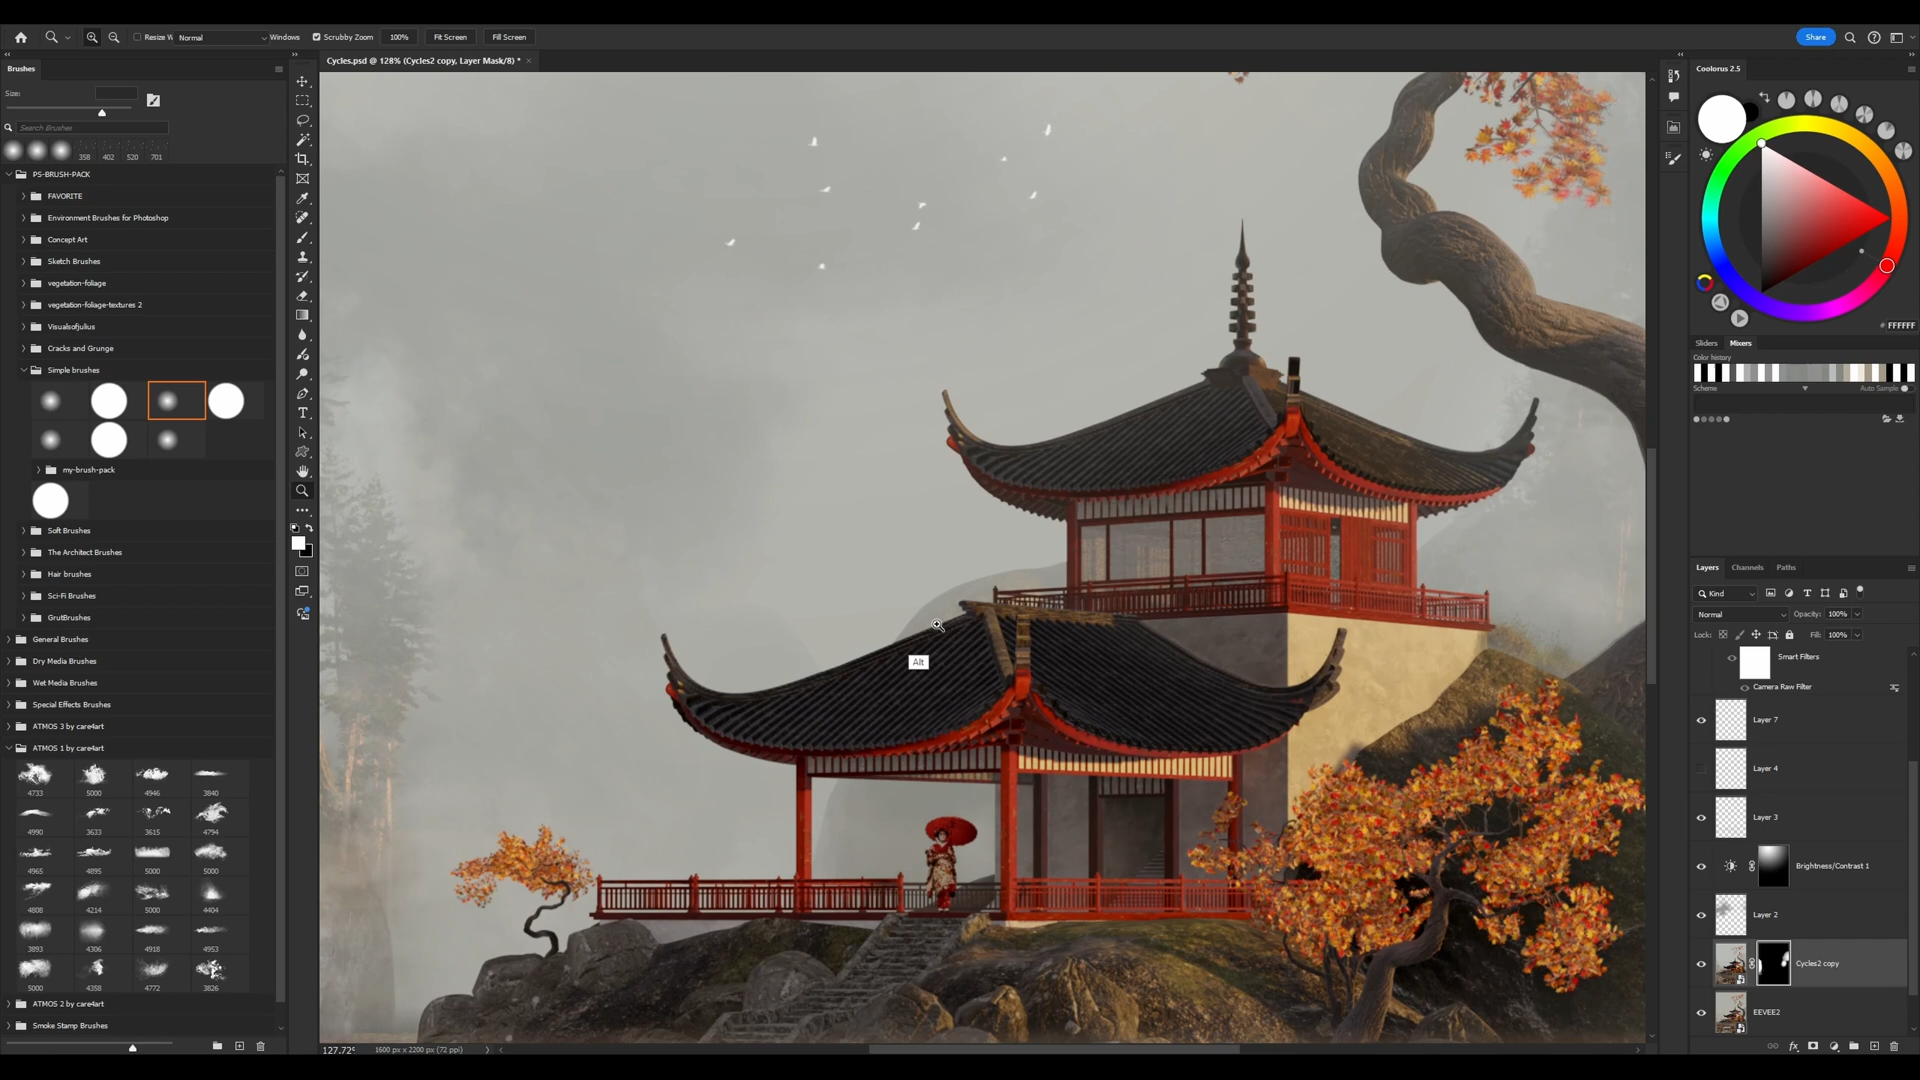 Resize W
Normal
Windows
Scrubby Zoom
100%
Fit Screen
Fill Screen
Share
Cycles.psd @ 128% (Cycles2 copy, Layer Mask/8) *
Brushes
Size:
Search Brushes
358
402
520
701
PS-BRUSH-PACK
FAVORITE
Environment Brushes for Photoshop
Concept Art
Sketch Brushes
vegetation-foliage
vegetation-foliage-textures 2
Visualsofjulius
Cracks and Grunge
Simple brushes
my-brush-pack
Soft Brushes
The Architect Brushes
Hair brushes
Sci-Fi Brushes
GrutBrushes
General Brushes
Dry Media Brushes
Wet Media Brushes
Special Effects Brushes
ATMOS 3 by care4art
ATMOS 1 by care4art
4733
5000
4946
3840
4990
3633
3615
4794
4965
4895
5000
5000
4808
4214
5000
4404
3893
4306
4918
4953
5000
4358
4772
3826
ATMOS 2 by care4art
Smoke Stamp Brushes
Alt
127.72%
1600 px x 2200 px (72 ppi)
Coolorus 2.5
# FFFFFF
Sliders
Mixers
Color history
Scheme
Auto Sample
Layers
Channels
Paths
Kind
Normal
Opacity:
100%
Lock:
Fill:
100%
Smart Filters
Camera Raw Filter
Layer 7
Layer 4
Layer 3
Brightness/Contrast 1
Layer 2
Cycles2 copy
EEVEE2
fx